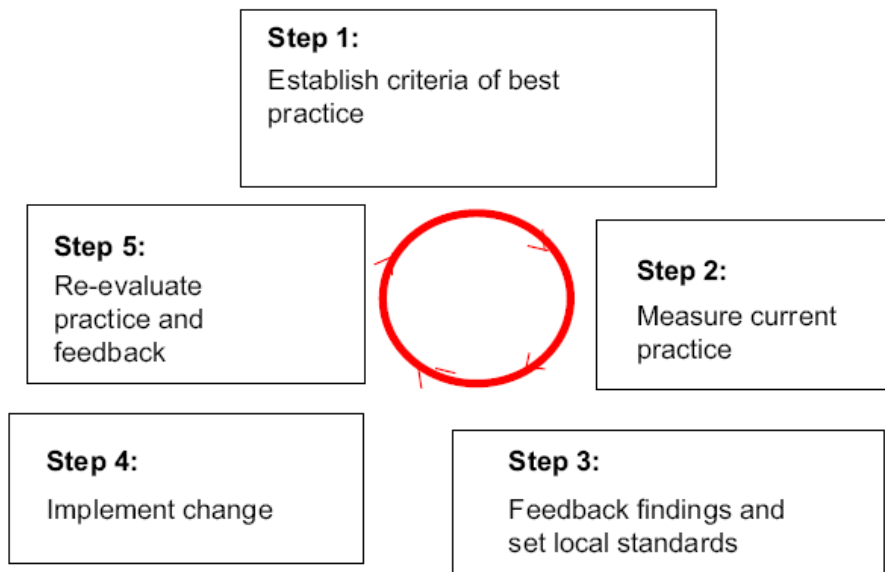 Step 1:
Establish criteria of best
practice
Step 2:
Measure current
practice
Step 3:
Feedback findings and
set local standards
Step 4:
Implement change
Step 5:
Re-evaluate
practice and
feedback